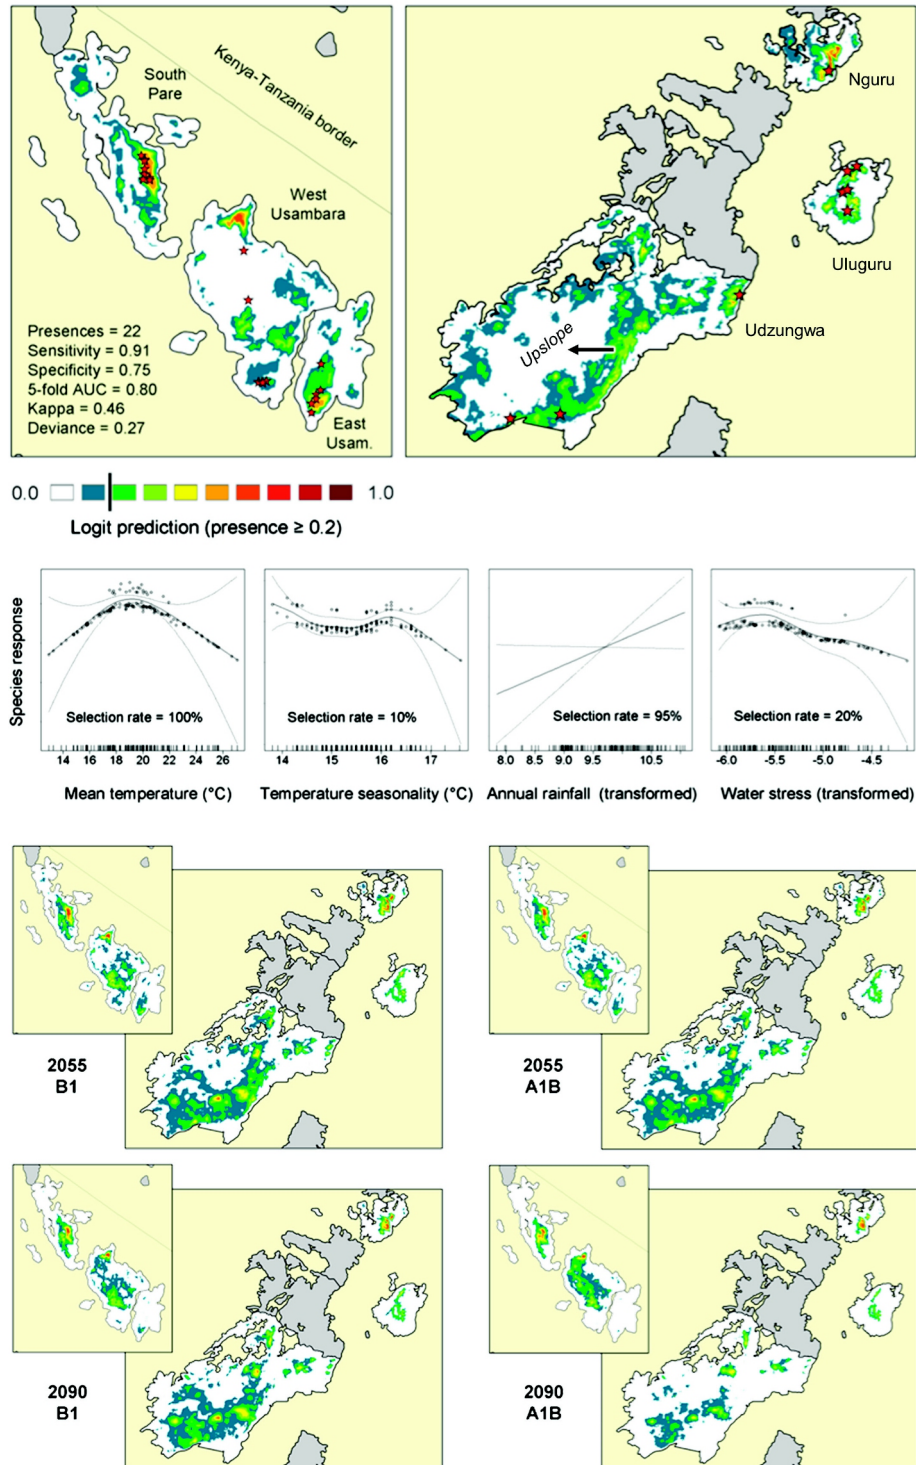 South
Pare
Kenya-Tanzania border
West
Usambara
Presences = 22
Sensitivity = 0.91
Specificity = 0.75
5-fold AUC = 0.80
Kappa = 0.46
Deviance = 0.27
East
Usam.
Nguru
Uluguru
Udzungwa
Upslope
0.0 1.0
Logit prediction (presence ≥ 0.2)
Species response
Selection rate = 100%
14 16 18 20 22 24 26
Mean temperature (°C)
Selection rate = 10%
14 15 16 17
Temperature seasonality (°C)
Selection rate = 95%
8.0 8.5 9.0 9.5 10.5
Annual rainfall (transformed)
Selection rate = 20%
-6.0 -5.5 -5.0 -4.5
Water stress (transformed)
2055
B1
2055
A1B
2090
B1
2090
A1B